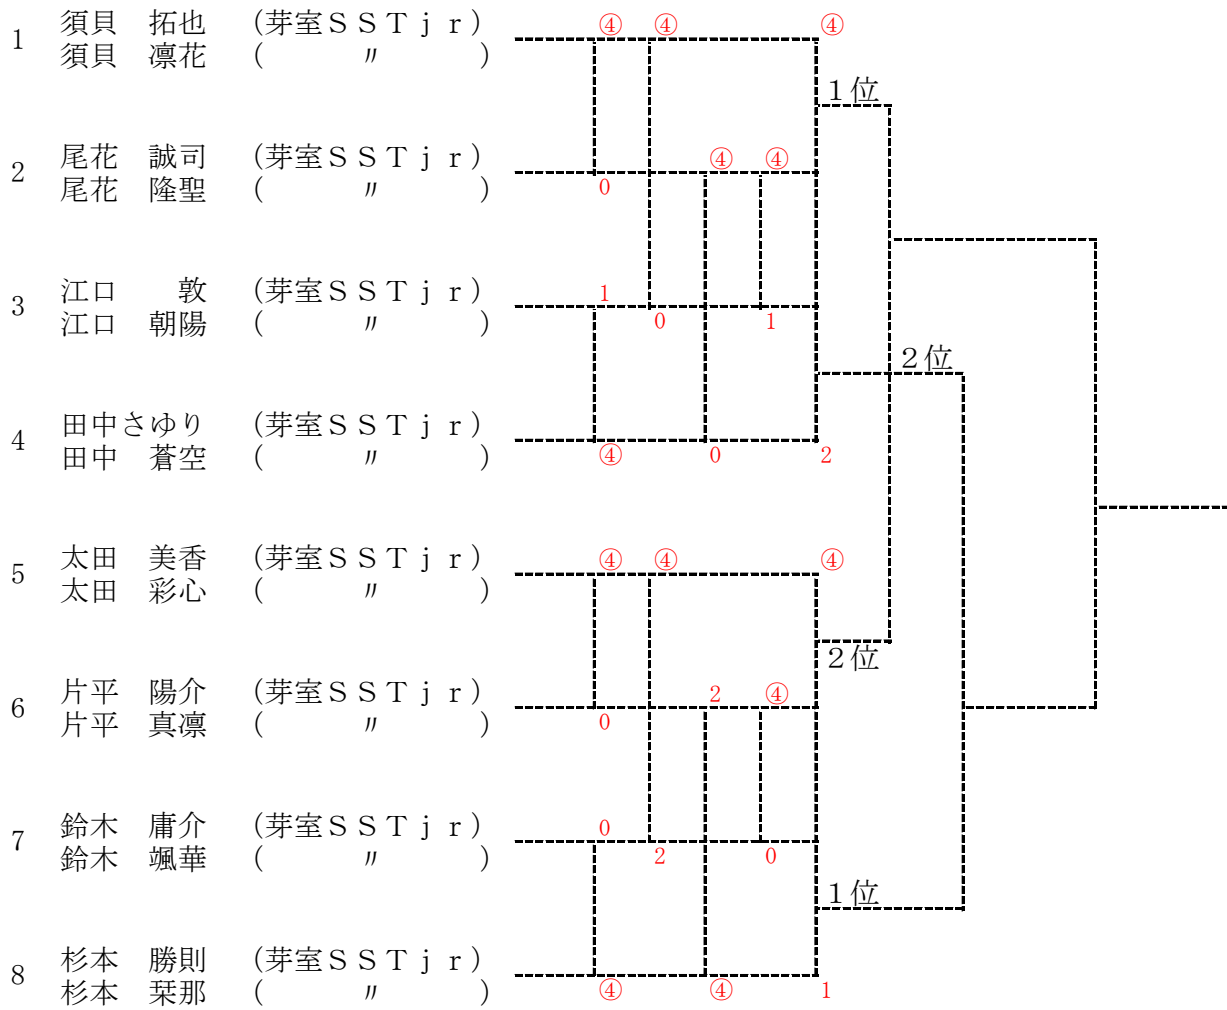 ④ ④ ④
1 須貝　拓也 (芽室ＳＳＴｊｒ)
須貝　凛花 (　　〃　　)
１位
2 尾花　誠司 (芽室ＳＳＴｊｒ) ④ ④
尾花　隆聖 (　　〃　　) 0
3 江口　　敦 (芽室ＳＳＴｊｒ) 1
江口　朝陽 (　　〃　　) 0 1
２位
4 田中さゆり (芽室ＳＳＴｊｒ)
田中　蒼空 (　　〃　　) ④ 0 2
5 太田　美香 (芽室ＳＳＴｊｒ) ④ ④ ④
太田　彩心 (　　〃　　)
２位
6 片平　陽介 (芽室ＳＳＴｊｒ) 2 ④
片平　真凛 (　　〃　　) 0
7 鈴木　庸介 (芽室ＳＳＴｊｒ) 0
鈴木　颯華 (　　〃　　) 2 0
１位
8 杉本　勝則 (芽室ＳＳＴｊｒ)
杉本　栞那 (　　〃　　) ④ ④ 1